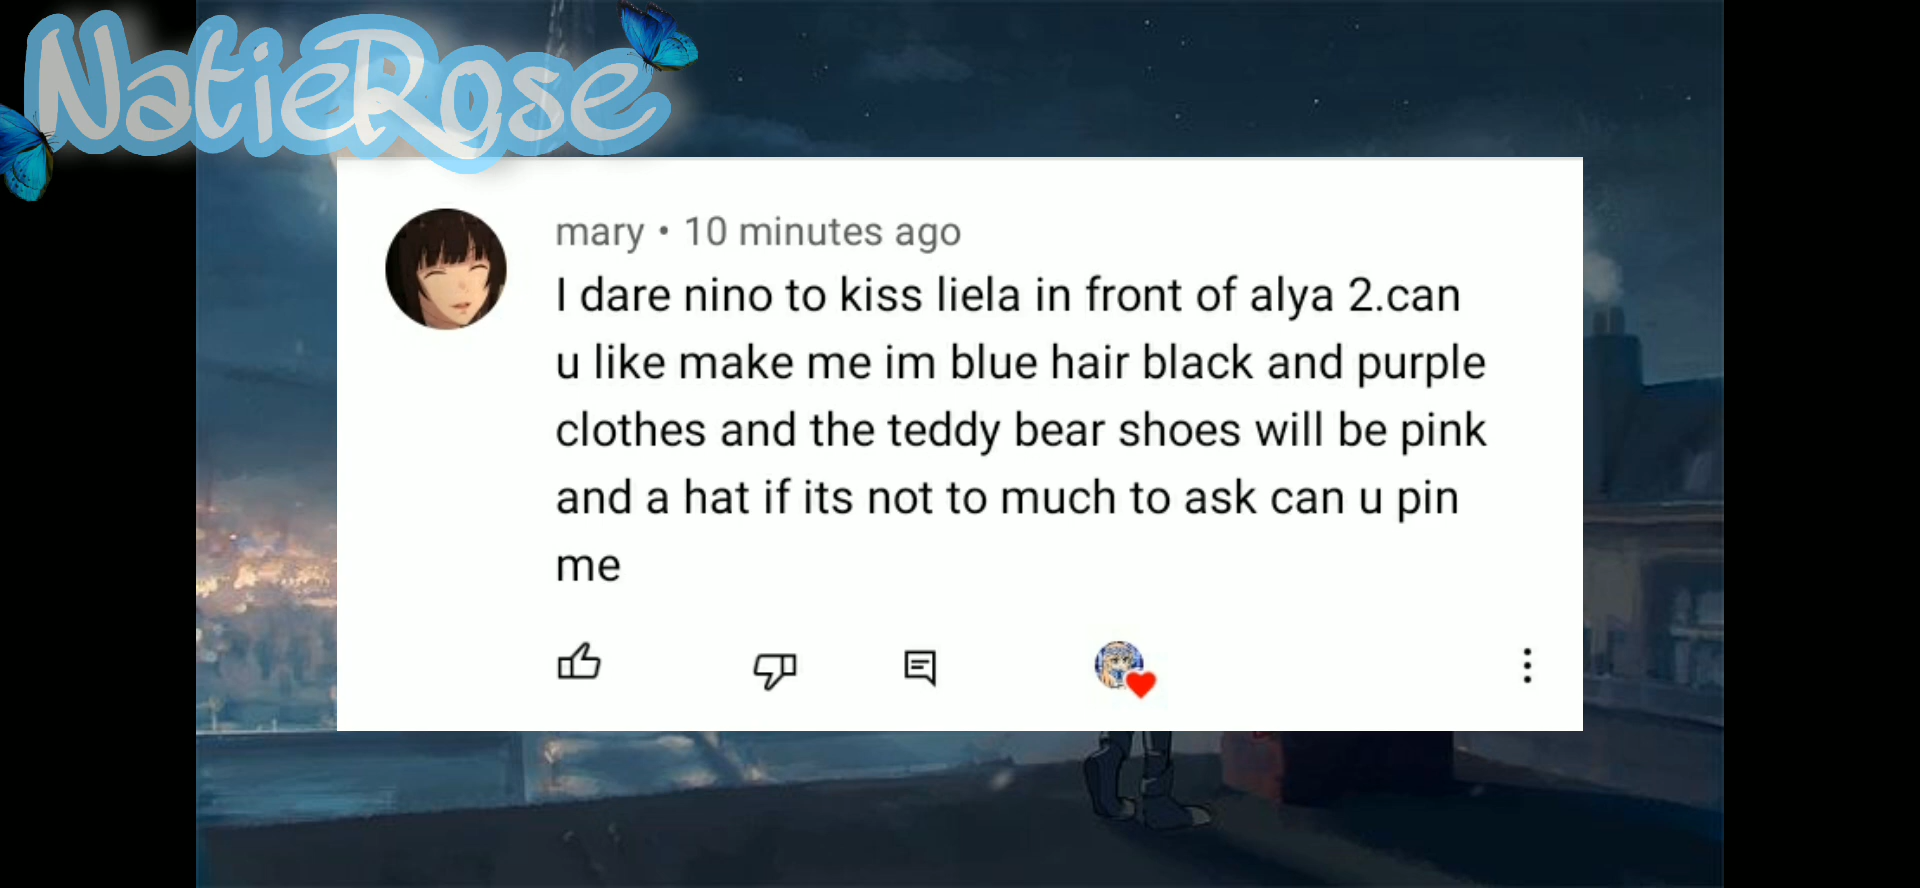 NatieRose
mary • 10 minutes ago
I dare nino to kiss liela in front of alya 2.can
u like make me im blue hair black and purple
clothes and the teddy bear shoes will be pink
and a hat if its not to much to ask can u pin
me